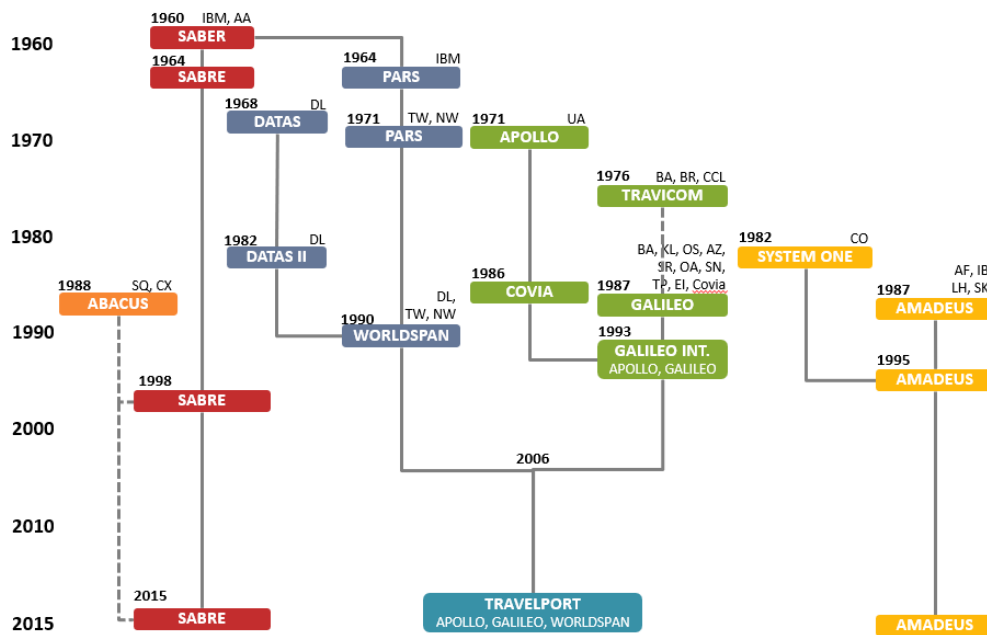 1960 IBM, AA
SABER
1960
1964
SABRE
1964 IBM
PARS
1968 DL
DATAS
1971 TW, NW
PARS
1971 UA
APOLLO
1970
1976 BA, BR, CCL
TRAVICOM
1980
1982 DL
DATAS II
BA, KL, OS, AZ,
SR, OA, SN,
TP, EI, Covia
1982 CO
SYSTEM ONE
1986
COVIA
1987
GALILEO
AF, IB
LH, SK
1987
AMADEUS
1988 SQ, CX
ABACUS
DL,
TW, NW
1990
WORLDSPAN
1990
1993
GALILEO INT.
APOLLO, GALILEO
1995
AMADEUS
1998
SABRE
2000
2006
2010
2015
SABRE
TRAVELPORT
APOLLO, GALILEO, WORLDSPAN
2015
AMADEUS